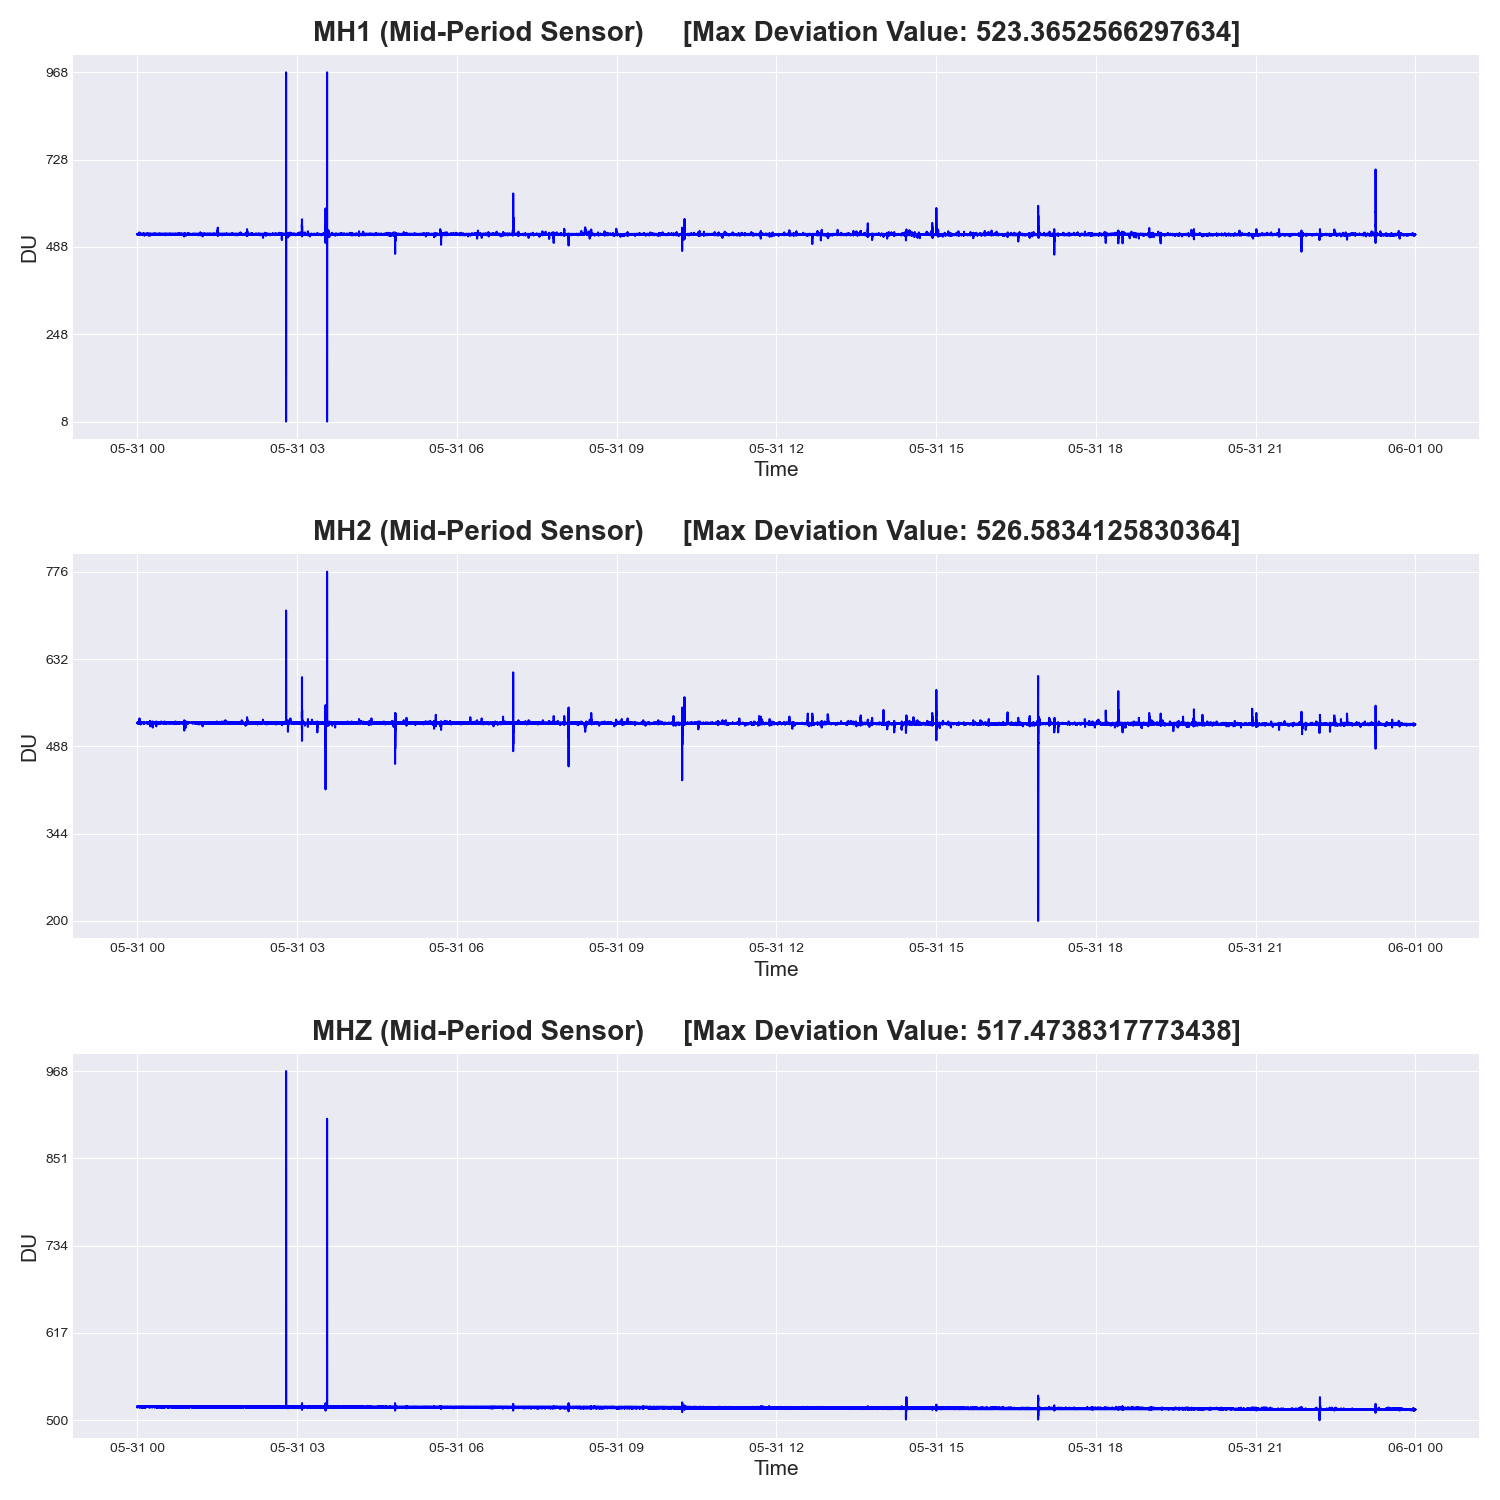 MH1 (Mid-Period Sensor) [Max Deviation Value: 523.3652566297634]
968
728
488
248
8
DU
05-31 00 05-31 03 05-31 06 05-31 09 05-31 12 05-31 15 05-31 18 05-31 21 06-01 00
Time
MH2 (Mid-Period Sensor) [Max Deviation Value: 526.5834125830364]
776
632
488
344
200
DU
05-31 00 05-31 03 05-31 06 05-31 09 05-31 12 05-31 15 05-31 18 05-31 21 06-01 00
Time
MHZ (Mid-Period Sensor) [Max Deviation Value: 517.4738317773438]
968
851
734
617
500
DU
05-31 00 05-31 03 05-31 06 05-31 09 05-31 12 05-31 15 05-31 18 05-31 21 06-01 00
Time